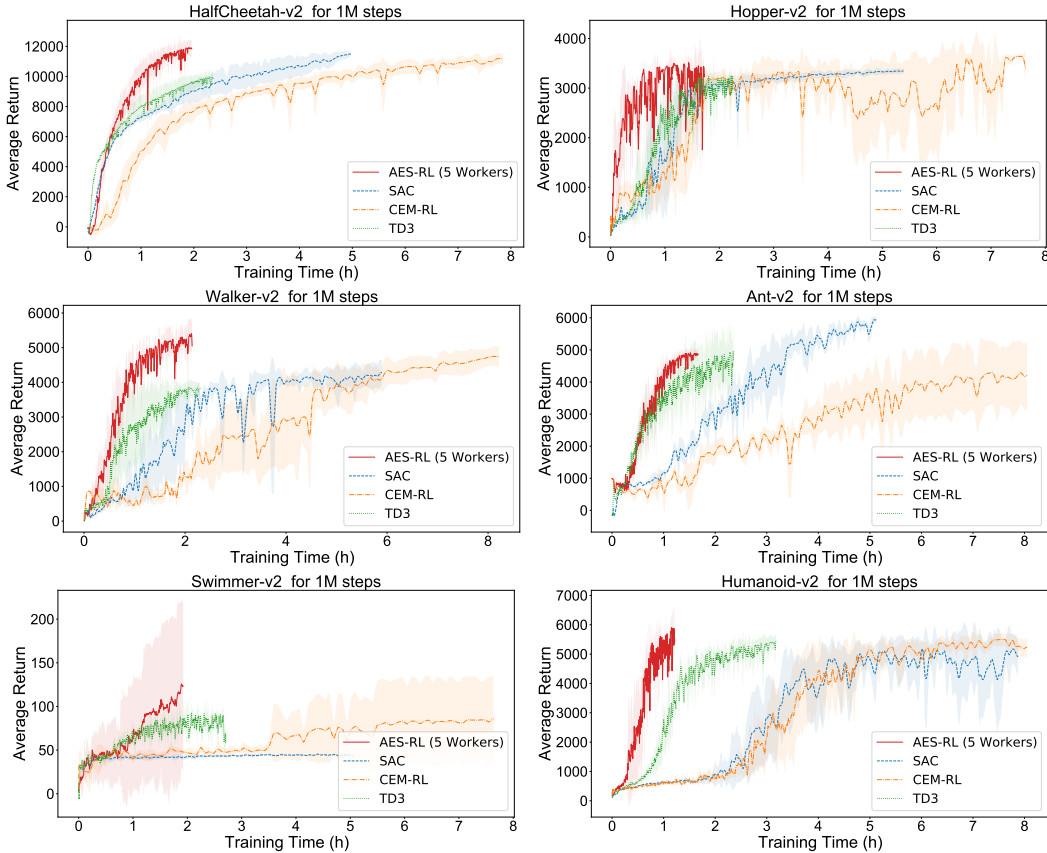 HalfCheetah-v2 for 1M steps
Average Return
12000
10000
8000
6000
4000
2000
0
0 1 2 3 4 5 6 7 8
Training Time (h)
AES-RL (5 Workers)
SAC
CEM-RL
TD3
Hopper-v2 for 1M steps
Average Return
4000
3000
2000
1000
0
0 1 2 3 4 5 6 7 8
Training Time (h)
AES-RL (5 Workers)
SAC
CEM-RL
TD3
Walker-v2 for 1M steps
Average Return
6000
5000
4000
3000
2000
1000
0
0 2 4 6 8
Training Time (h)
AES-RL (5 Workers)
SAC
CEM-RL
TD3
Ant-v2 for 1M steps
Average Return
6000
5000
4000
3000
2000
1000
0
0 1 2 3 4 5 6 7 8
Training Time (h)
AES-RL (5 Workers)
SAC
CEM-RL
TD3
Swimmer-v2 for 1M steps
Average Return
200
150
100
50
0
0 1 2 3 4 5 6 7 8
Training Time (h)
AES-RL (5 Workers)
SAC
CEM-RL
TD3
Humanoid-v2 for 1M steps
Average Return
7000
6000
5000
4000
3000
2000
1000
0
0 1 2 3 4 5 6 7 8
Training Time (h)
AES-RL (5 Workers)
SAC
CEM-RL
TD3